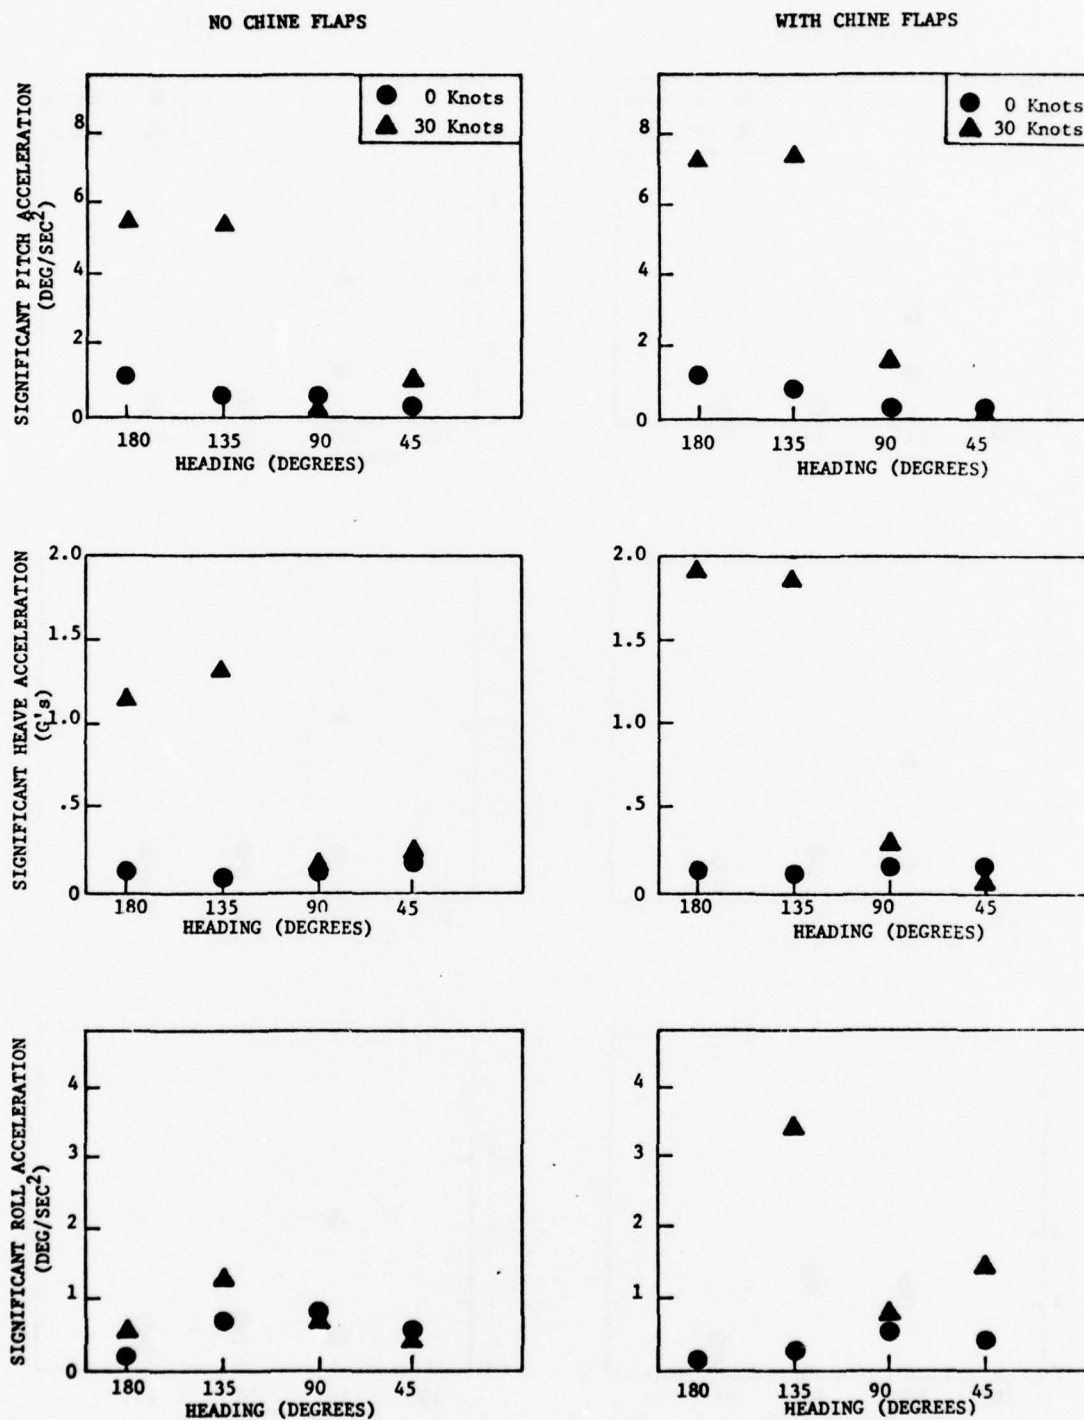 NO CHINE FLAPS
SIGNIFICANT PITCH ACCELERATION
(DEG/SEC²)
8
6
4
2
0
0 Knots
30 Knots
180 135 90 45
HEADING (DEGREES)
WITH CHINE FLAPS
8
6
4
2
0
0 Knots
30 Knots
180 135 90 45
HEADING (DEGREES)
SIGNIFICANT HEAVE ACCELERATION
(G's)
2.0
1.5
1.0
.5
0
180 135 90 45
HEADING (DEGREES)
2.0
1.5
1.0
.5
0
180 135 90 45
HEADING (DEGREES)
SIGNIFICANT ROLL ACCELERATION
(DEG/SEC²)
4
3
2
1
0
180 135 90 45
HEADING (DEGREES)
4
3
2
1
0
180 135 90 45
HEADING (DEGREES)